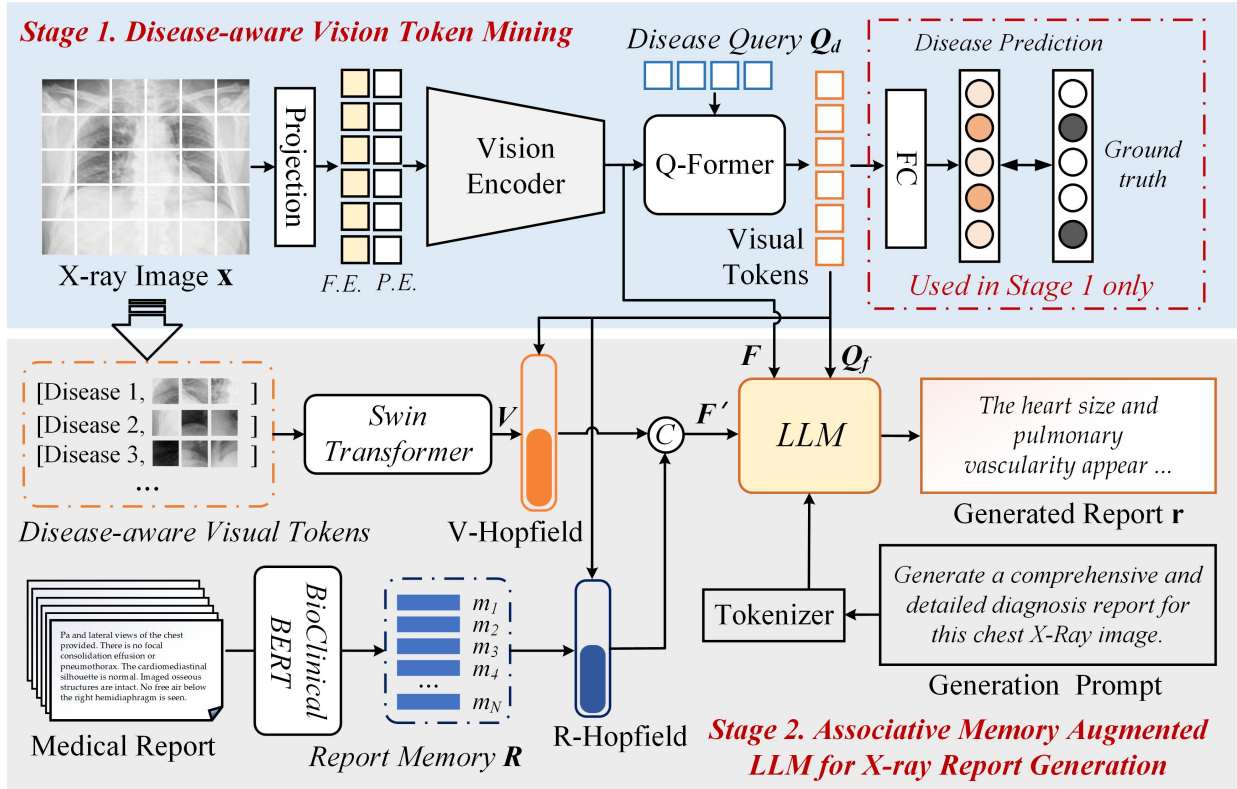 Stage 1. Disease-aware Vision Token Mining
Disease Query Q_d
Disease Prediction
Projection
Vision
Encoder
Q-Former
FC
Ground
truth
Visual
Tokens
X-ray Image x
F.E.
P.E.
Used in Stage 1 only
F
Q_f
[Disease 1, ]
[Disease 2, ]
[Disease 3, ]
...
Disease-aware Visual Tokens
Swin
Transformer
V
V-Hopfield
C
F′
LLM
The heart size and
pulmonary
vascularity appear ...
Generated Report r
Pa and lateral views of the chest
provided. There is no focal
consolidation effusion or
pneumothorax. The cardiomediastinal
silhouette is normal. Imaged osseous
structures are intact. No free air below
the right hemidiaphragm is seen.
Medical Report
BioClinical
BERT
m_1
m_2
m_3
m_4
...
m_N
Report Memory R
R-Hopfield
Tokenizer
Generate a comprehensive and
detailed diagnosis report for
this chest X-Ray image.
Generation Prompt
Stage 2. Associative Memory Augmented
LLM for X-ray Report Generation